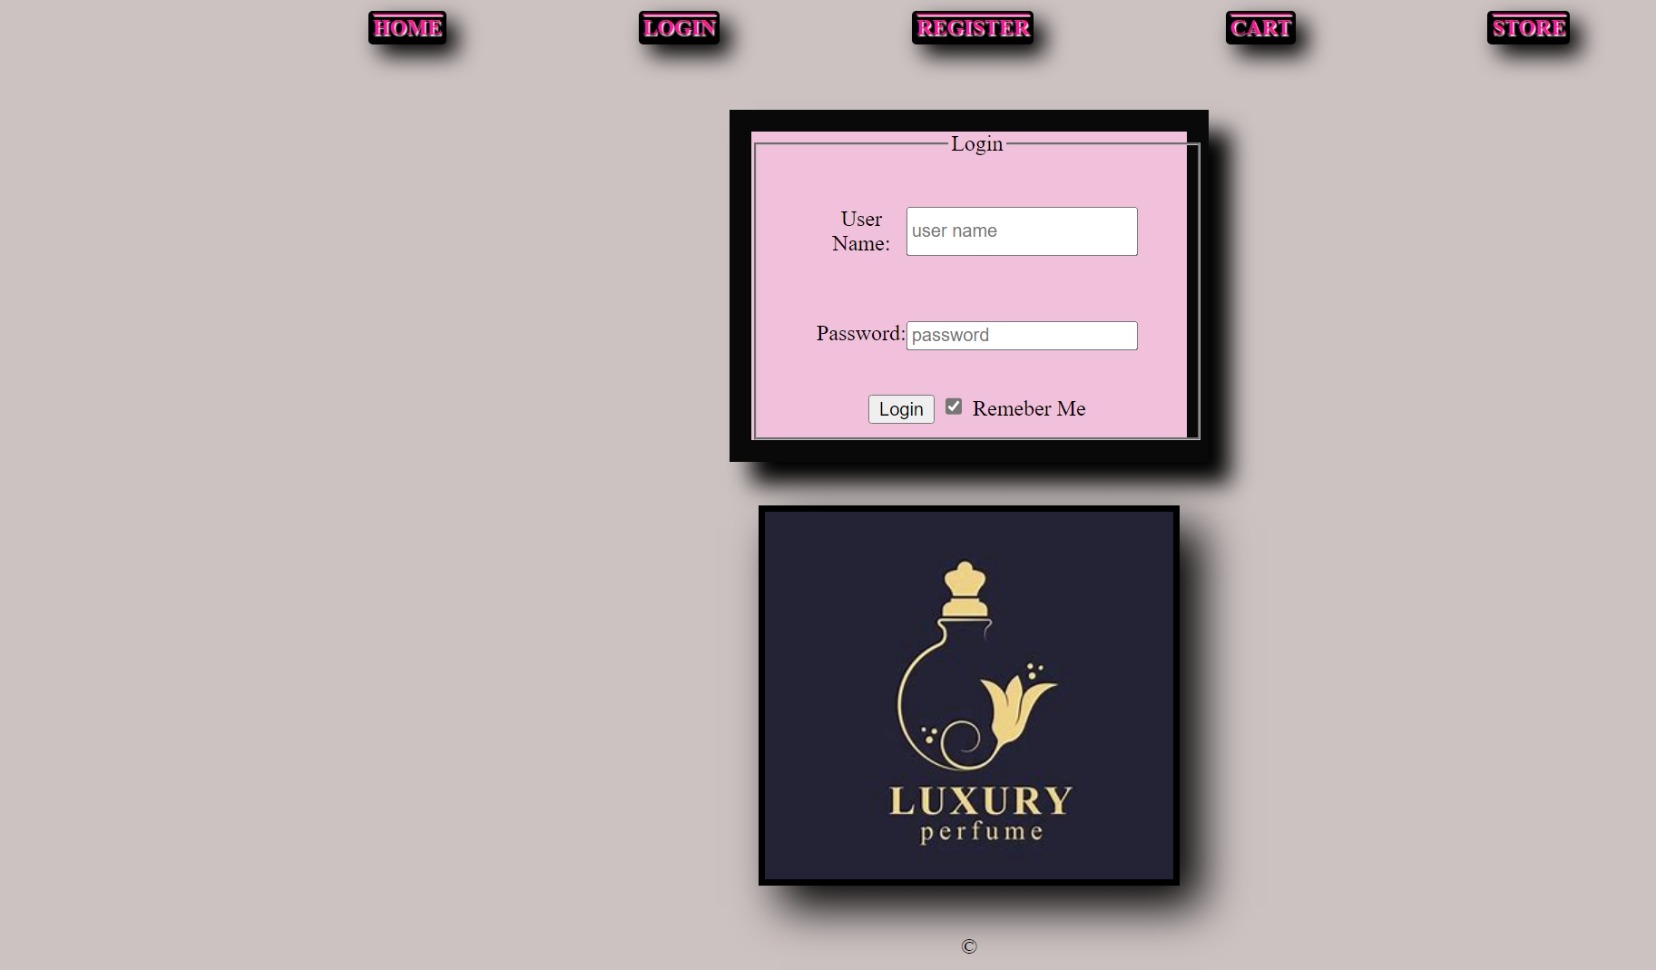 HOME LOGIN REGISTER CART STORE
Login
User
Name:
user name
Password:
password
Login Remeber Me
LUXURY
perfume
©